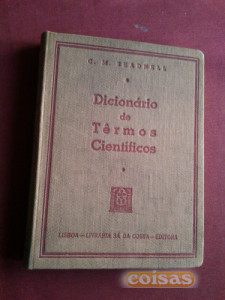 Dicionário
de
Têrmos
Científicos
LISBOA - LIVRARIA SÁ DA COSTA - EDITORA
coisas